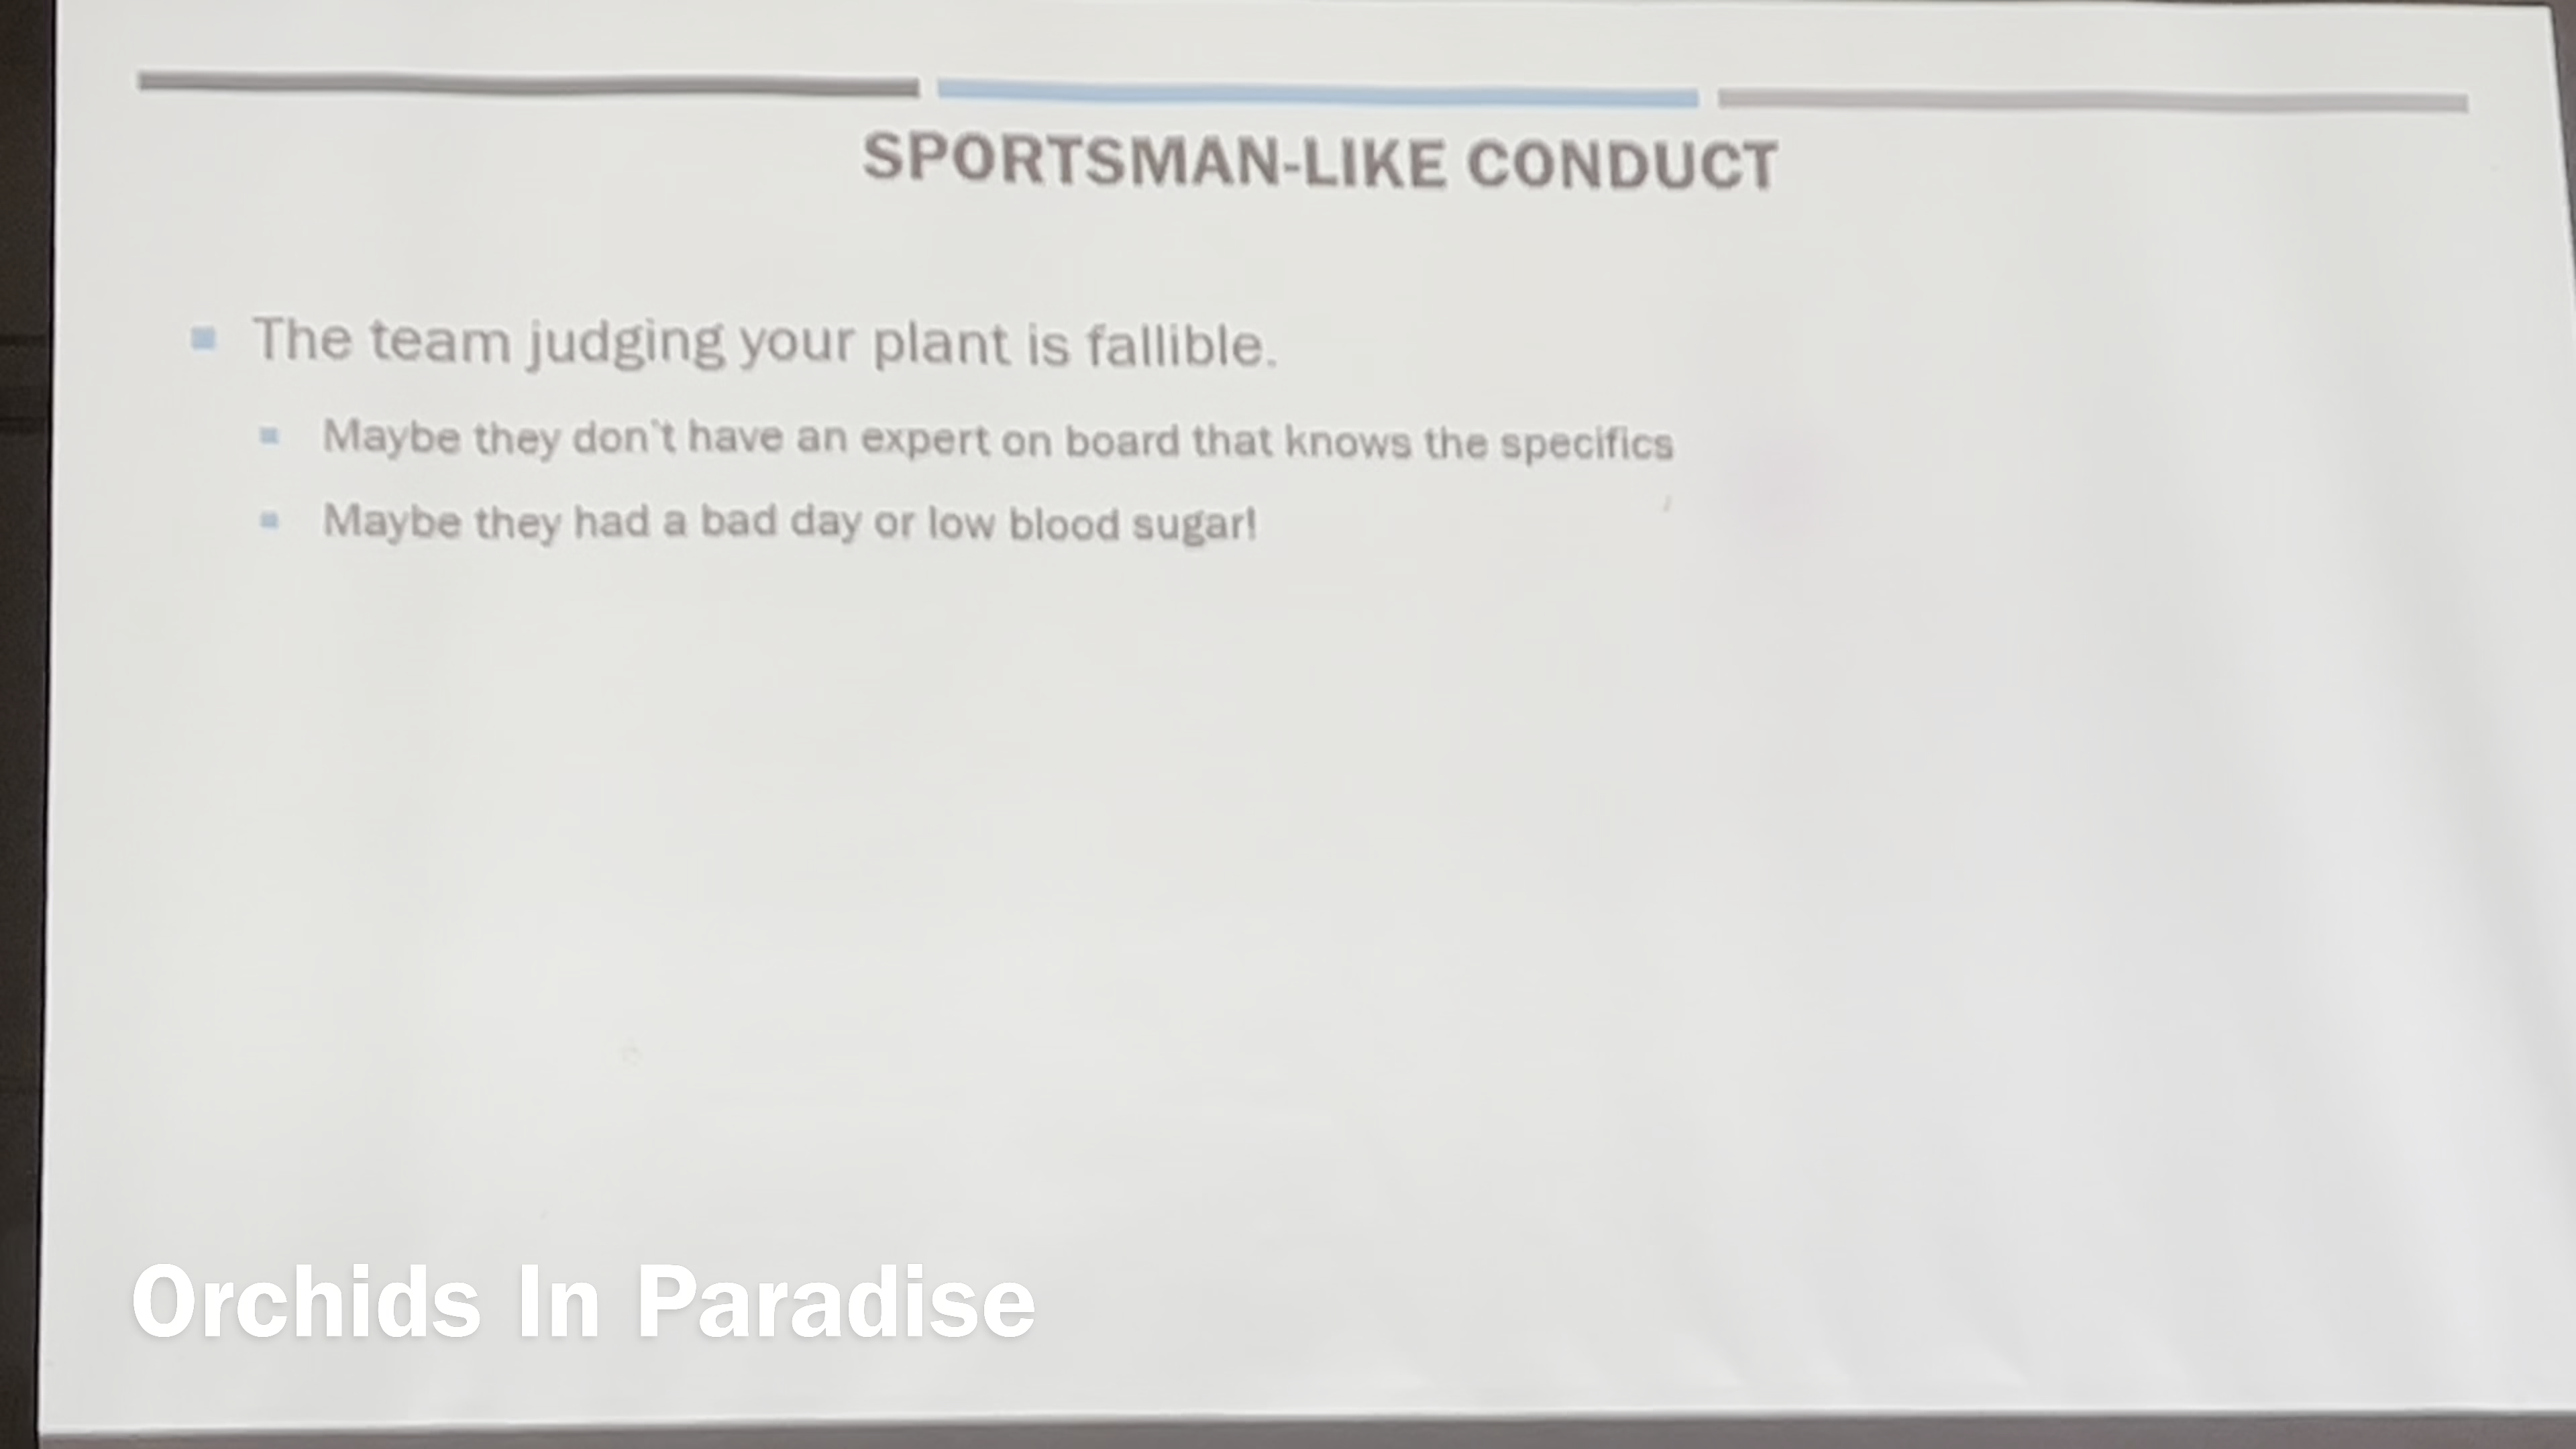 SPORTSMAN-LIKE CONDUCT
The team judging your plant is fallible.
Maybe they don't have an expert on board that knows the specifics
Maybe they had a bad day or low blood sugar!
Orchids In Paradise